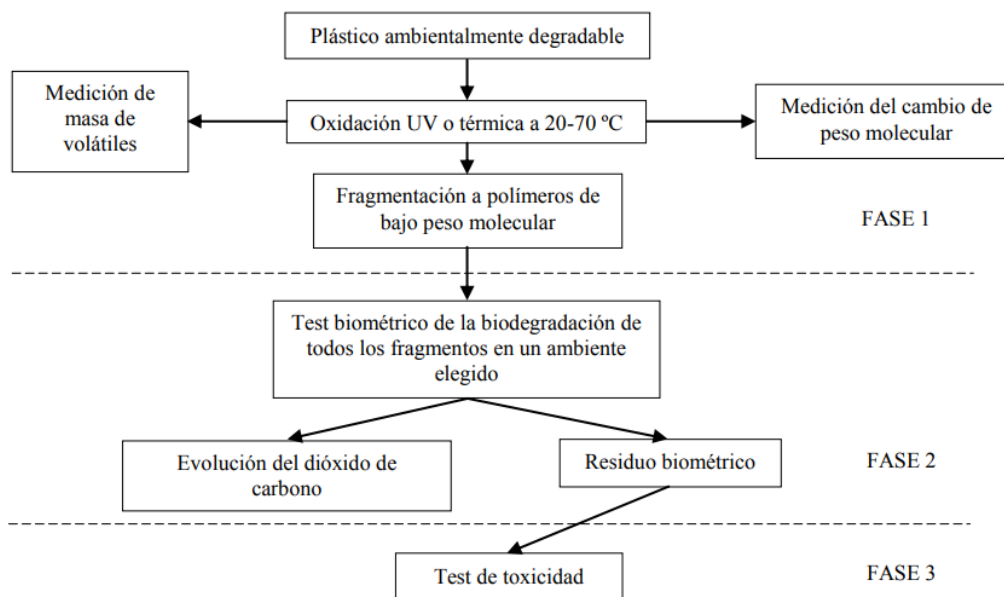 Plástico ambientalmente degradable
Medición de
masa de
volátiles
Oxidación UV o térmica a 20-70 ºC
Medición del cambio de
peso molecular
Fragmentación a polímeros de
bajo peso molecular
FASE 1
Test biométrico de la biodegradación de
todos los fragmentos en un ambiente
elegido
Evolución del dióxido de
carbono
Residuo biométrico
FASE 2
Test de toxicidad
FASE 3